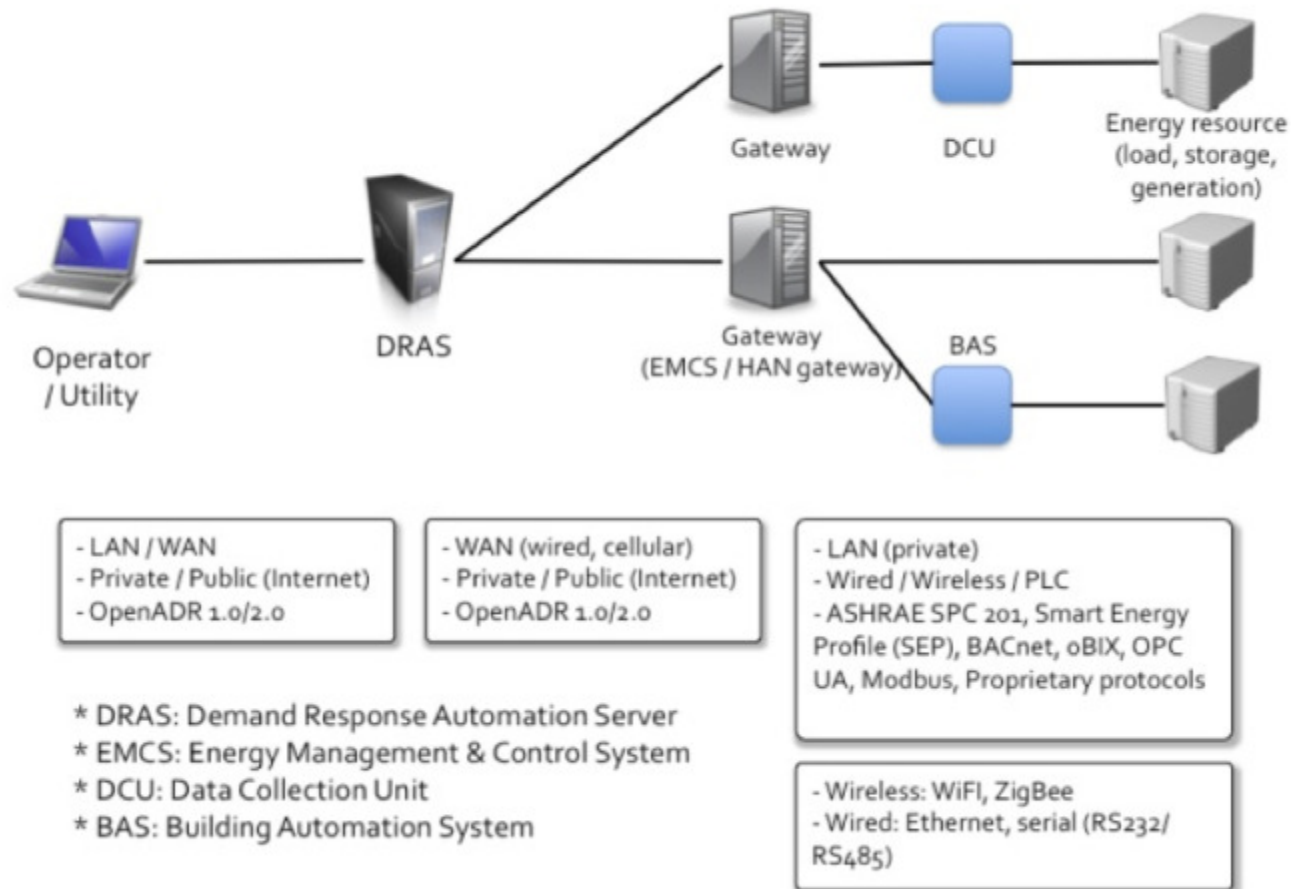 Gateway
DCU
Energy resource
(load, storage,
generation)
Operator
/ Utility
DRAS
Gateway
(EMCS / HAN gateway)
BAS
- LAN / WAN
- Private / Public (Internet)
- OpenADR 1.0/2.0
- WAN (wired, cellular)
- Private / Public (Internet)
- OpenADR 1.0/2.0
- LAN (private)
- Wired / Wireless / PLC
- ASHRAE SPC 201, Smart Energy
Profile (SEP), BACnet, oBIX, OPC
UA, Modbus, Proprietary protocols
* DRAS: Demand Response Automation Server
* EMCS: Energy Management & Control System
* DCU: Data Collection Unit
* BAS: Building Automation System
- Wireless: WiFI, ZigBee
- Wired: Ethernet, serial (RS232/
RS485)